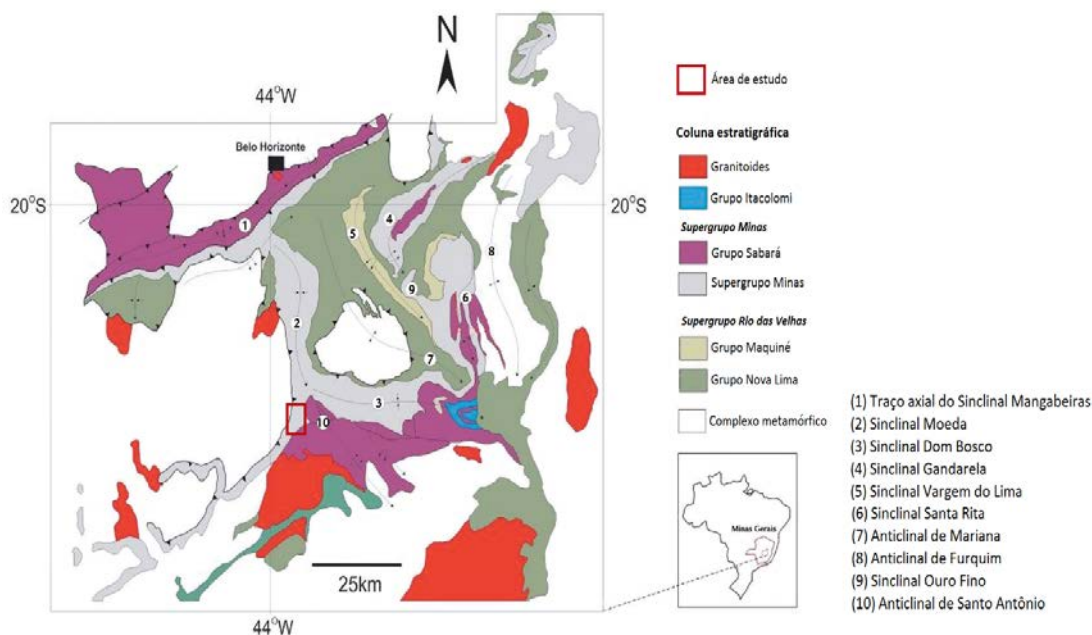 N
44°W
Belo Horizonte
20°S
20°S
1
2
3
4
5
6
7
8
9
10
25km
44°W
Área de estudo
Coluna estratigráfica
Granitoides
Grupo Itacolomi
Supergrupo Minas
Grupo Sabará
Supergrupo Minas
Supergrupo Rio das Velhas
Grupo Maquiné
Grupo Nova Lima
Complexo metamórfico
Minas Gerais
(1) Traço axial do Sinclinal Mangabeiras
(2) Sinclinal Moeda
(3) Sinclinal Dom Bosco
(4) Sinclinal Gandarela
(5) Sinclinal Vargem do Lima
(6) Sinclinal Santa Rita
(7) Anticlinal de Mariana
(8) Anticlinal de Furquim
(9) Sinclinal Ouro Fino
(10) Anticlinal de Santo Antônio